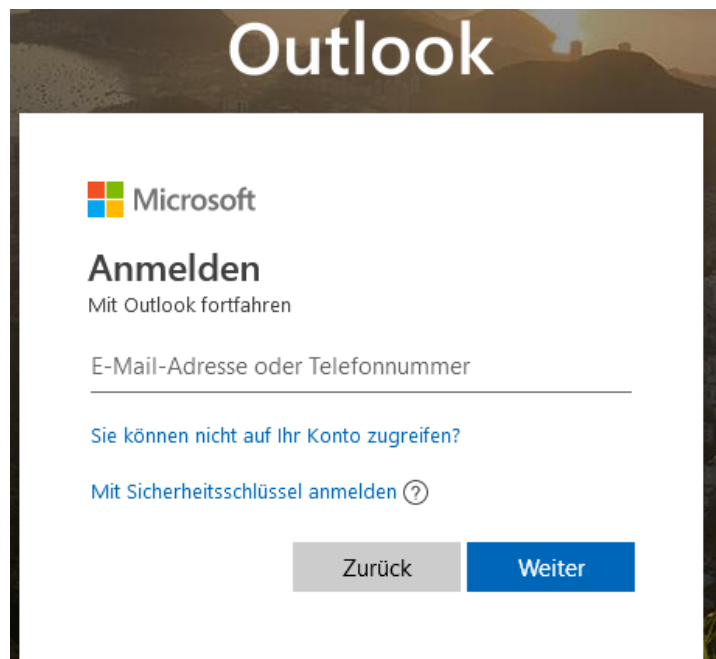 Outlook
Microsoft
Anmelden
Mit Outlook fortfahren
E-Mail-Adresse oder Telefonnummer
Sie können nicht auf Ihr Konto zugreifen?
Mit Sicherheitsschlüssel anmelden ?
Zurück Weiter